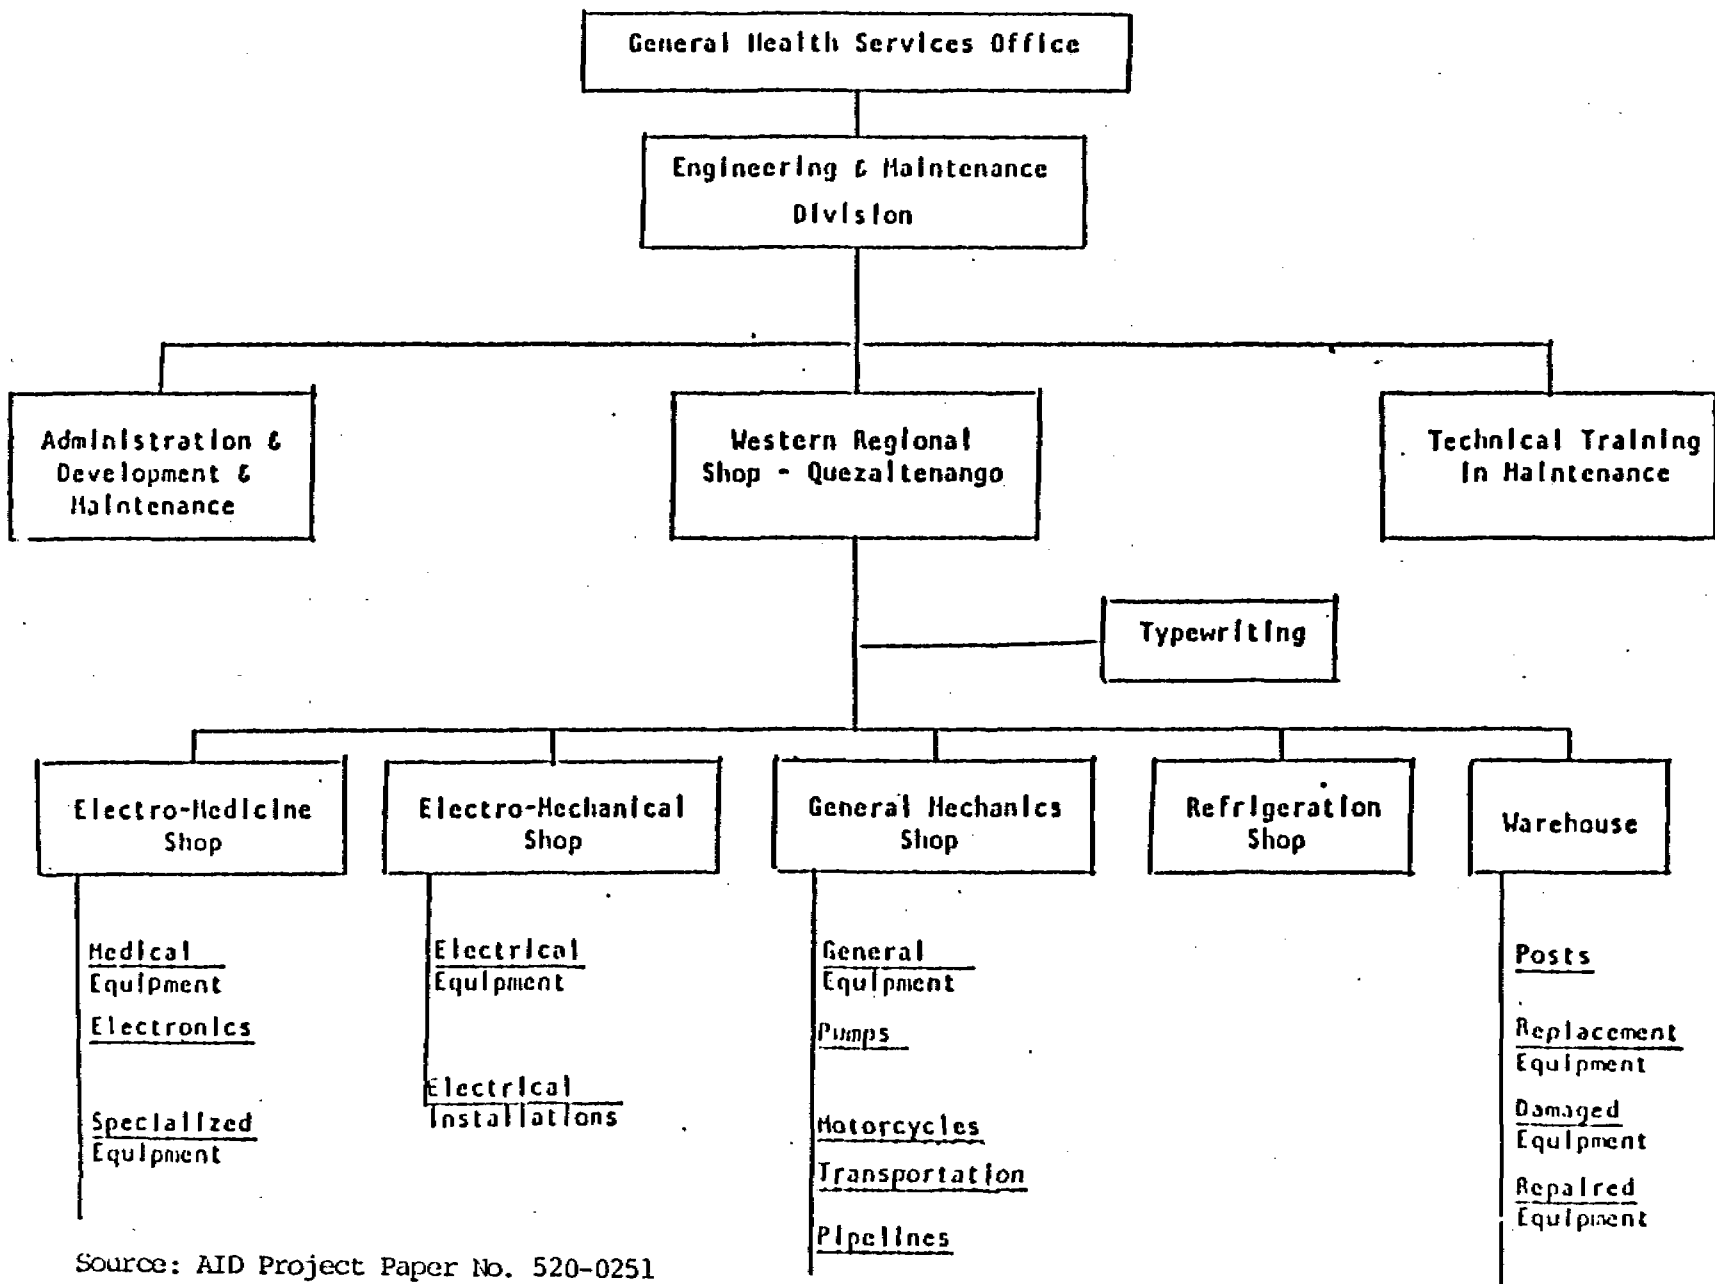 General Health Services Office
Engineering & Maintenance
Division
Administration &
Development &
Maintenance
Western Regional
Shop - Quezaltenango
Technical Training
in Maintenance
Typewriting
Electro-Medicine
Shop
Electro-Mechanical
Shop
General Mechanics
Shop
Refrigeration
Shop
Warehouse
Medical
Equipment
Electronics
Specialized
Equipment
Electrical
Equipment
Electrical
Installations
General
Equipment
Pumps
Motorcycles
Transportation
Pipelines
Posts
Replacement
Equipment
Damaged
Equipment
Repaired
Equipment
Source: AID Project Paper No. 520-0251